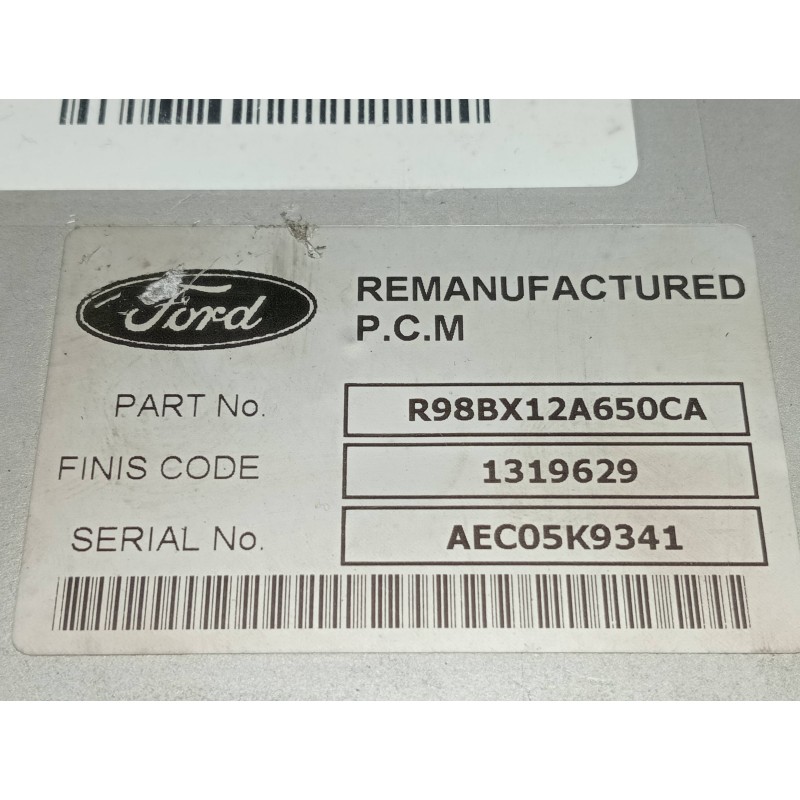 Ford
REMANUFACTURED
P.C.M
PART No. R98BX12A650CA
FINIS CODE 1319629
SERIAL No. AEC05K9341